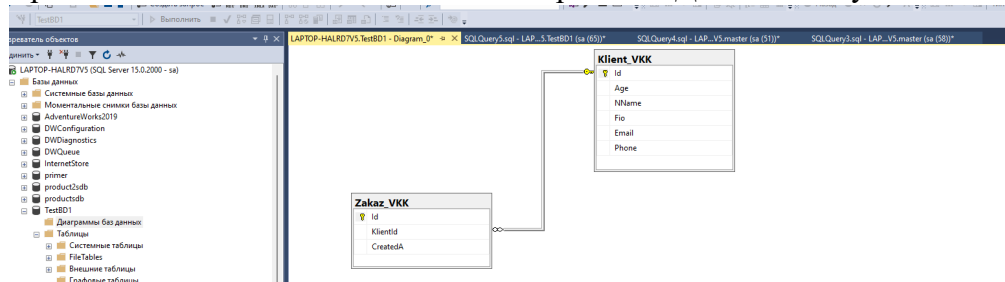 TestBD1
Выполнить
LAPTOP-HALRD7V5.TestBD1 - Diagram_0*
SQLQuery5.sql - LAP...5.TestBD1 (sa (65))*
SQLQuery4.sql - LAP...V5.master (sa (51))*
SQLQuery3.sql - LAP...V5.master (sa (58))*
LAPTOP-HALRD7V5 (SQL Server 15.0.2000 - sa)
Базы данных
Системные базы данных
Моментальные снимки базы данных
AdventureWorks2019
DWConfiguration
DWDiagnostics
DWQueue
InternetStore
primer
product2sdb
productsdb
TestBD1
Диаграммы баз данных
Таблицы
Системные таблицы
FileTables
Внешние таблицы
Графовые таблицы
Klient_VKK
Id
Age
NName
Fio
Email
Phone
Zakaz_VKK
Id
KlientId
CreatedA